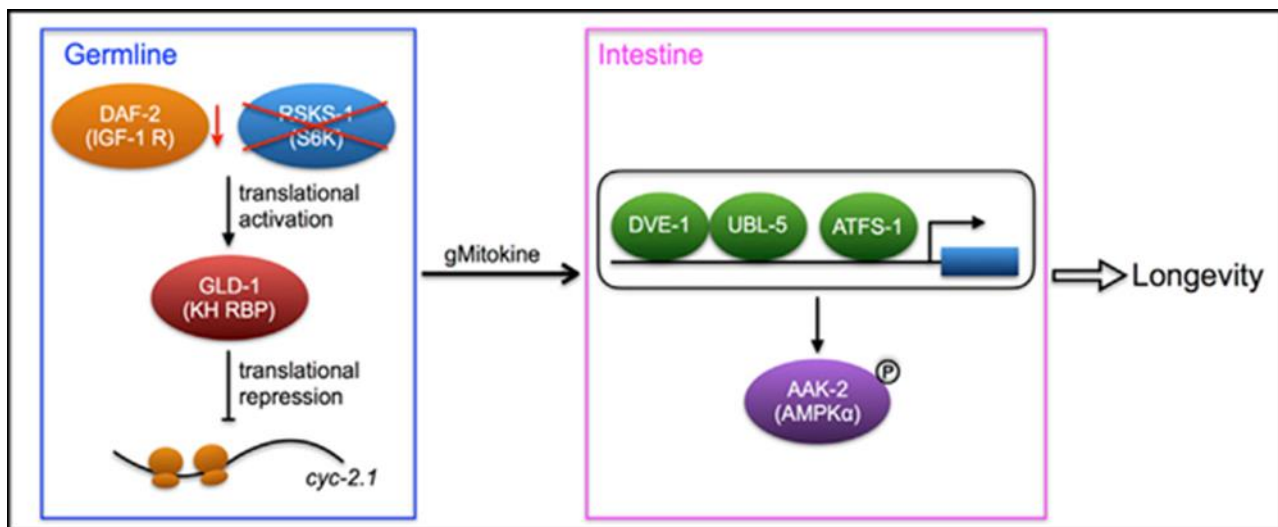 Germline
DAF-2
(IGF-1 R)
RSKS-1
(S6K)
translational
activation
GLD-1
(KH RBP)
translational
repression
cyc-2.1
gMitokine
Intestine
DVE-1
UBL-5
ATFS-1
P
AAK-2
(AMPKα)
Longevity